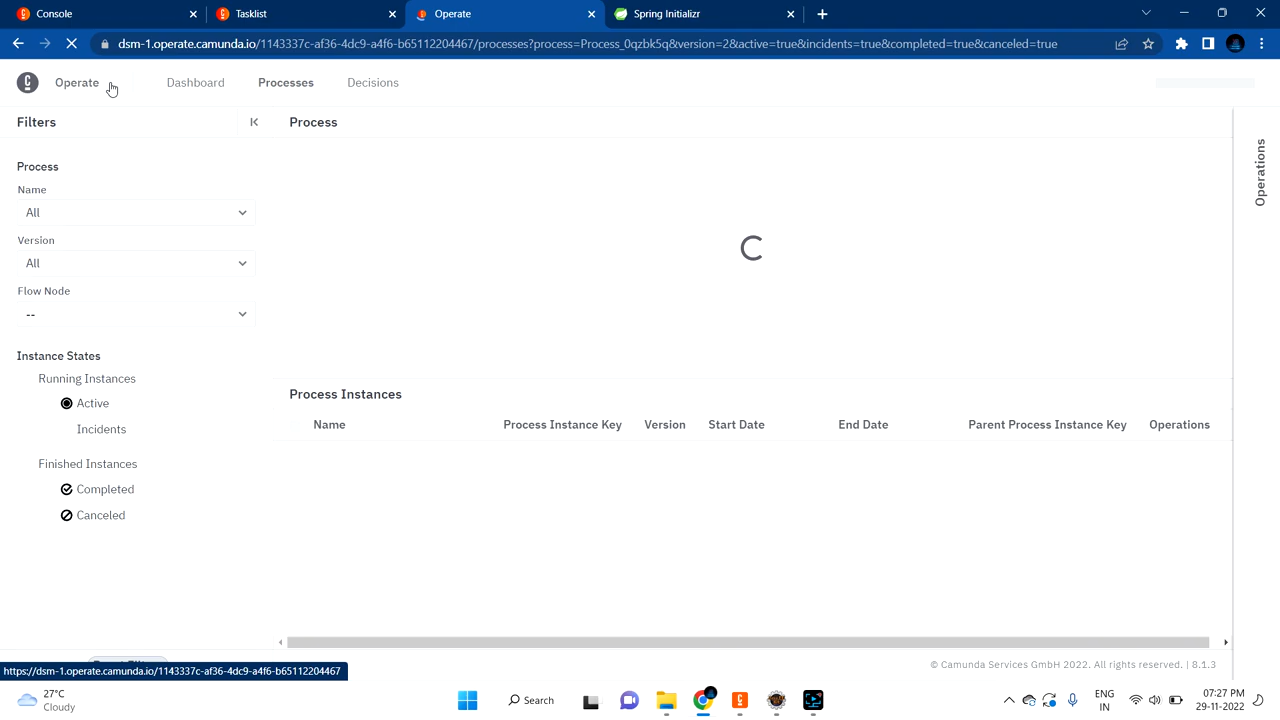 Console
Tasklist
Operate
Spring Initializr
dsm-1.operate.camunda.io/1143337c-af36-4dc9-a4f6-b65112204467/processes?process=Process_0qzbk5q&version=2&active=true&incidents=true&completed=true&canceled=true
Operate
Dashboard
Processes
Decisions
Filters
Process
Operations
Process
Name
All
Version
All
Flow Node
--
Instance States
Running Instances
Active
Incidents
Finished Instances
Completed
Canceled
Process Instances
Name
Process Instance Key
Version
Start Date
End Date
Parent Process Instance Key
Operations
© Camunda Services GmbH 2022. All rights reserved. | 8.1.3
https://dsm-1.operate.camunda.io/1143337c-af36-4dc9-a4f6-b65112204467
27°C
Cloudy
Search
ENG
IN
07:27 PM
29-11-2022